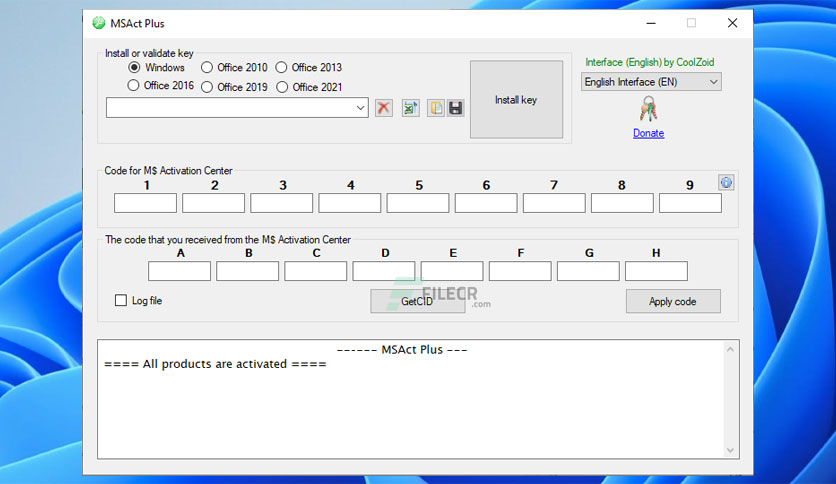 MSAct Plus
Install or validate key
Windows Office 2010 Office 2013
Office 2016 Office 2019 Office 2021
Install key
Interface (English) by CoolZoid
English Interface (EN)
Donate
Code for M$ Activation Center
1 2 3 4 5 6 7 8 9
The code that you received from the M$ Activation Center
A B C D E F G H
Log file
GetCID
FILECR
.com
Apply code
------ MSAct Plus ---
==== All products are activated ====